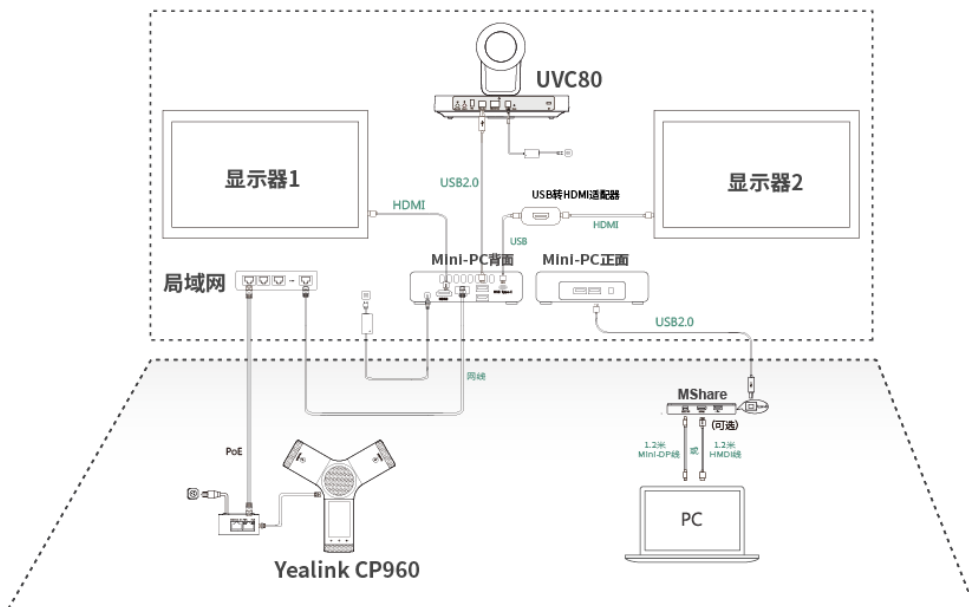 UVC80
显示器1
显示器2
USB2.0
USB转HDMI适配器
HDMI
HDMI
USB
Mini-PC背面
Mini-PC正面
局域网
USB2.0
网线
MShare
(可选)
PoE
1.2米
MINI-DP线
或
1.2米
HMDI线
PC
Yealink CP960